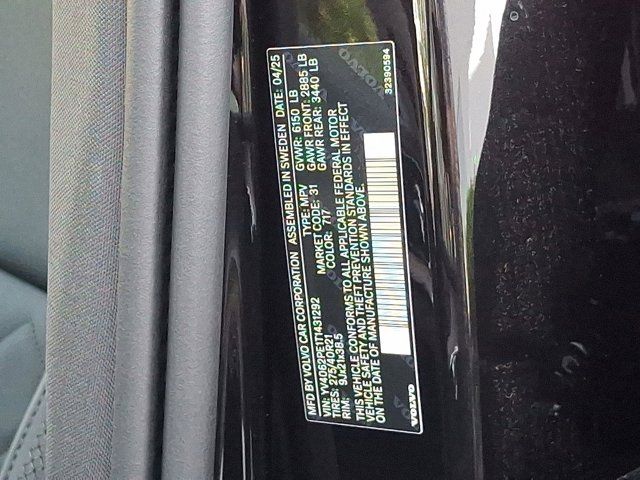 MFD BY VOLVO CAR CORPORATION ASSEMBLED IN SWEDEN DATE: 04/25
VIN: YV4062PE1T1431292 TYPE: MPV GVWR: 6150 LB
TIRES: 275/40R21 MARKET CODE: 31 GAWR FRONT: 2885 LB
RIM: 9Jx21x38.5 COLOR: 717 GAWR REAR: 3440 LB
THIS VEHICLE CONFORMS TO ALL APPLICABLE FEDERAL MOTOR
VEHICLE SAFETY AND THEFT PREVENTION STANDARDS IN EFFECT
ON THE DATE OF MANUFACTURE SHOWN ABOVE.
VOLVO 32390594